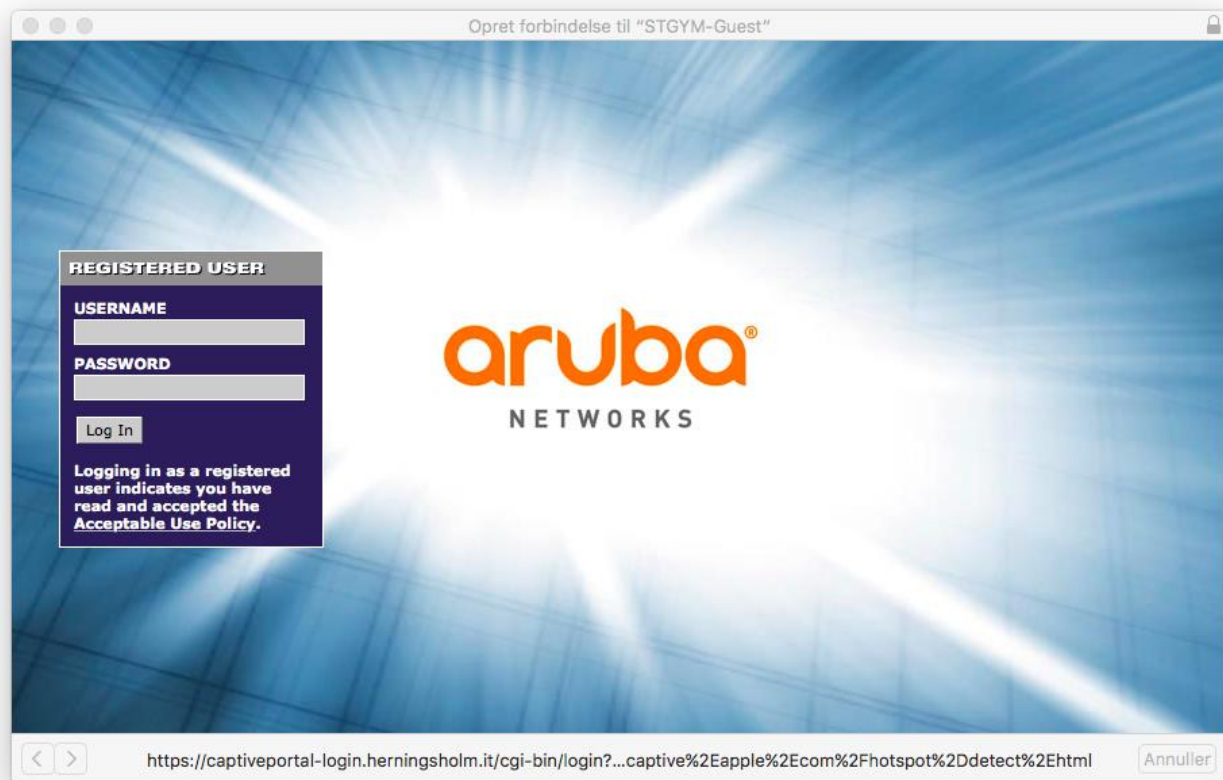 Opret forbindelse til “STGYM-Guest”
REGISTERED USER
USERNAME
PASSWORD
Log In
Logging in as a registered
user indicates you have
read and accepted the
Acceptable Use Policy.
aruba®
NETWORKS
https://captiveportal-login.herningsholm.it/cgi-bin/login?...captive%2Eapple%2Ecom%2Fhotspot%2Ddetect%2Ehtml
Annuller